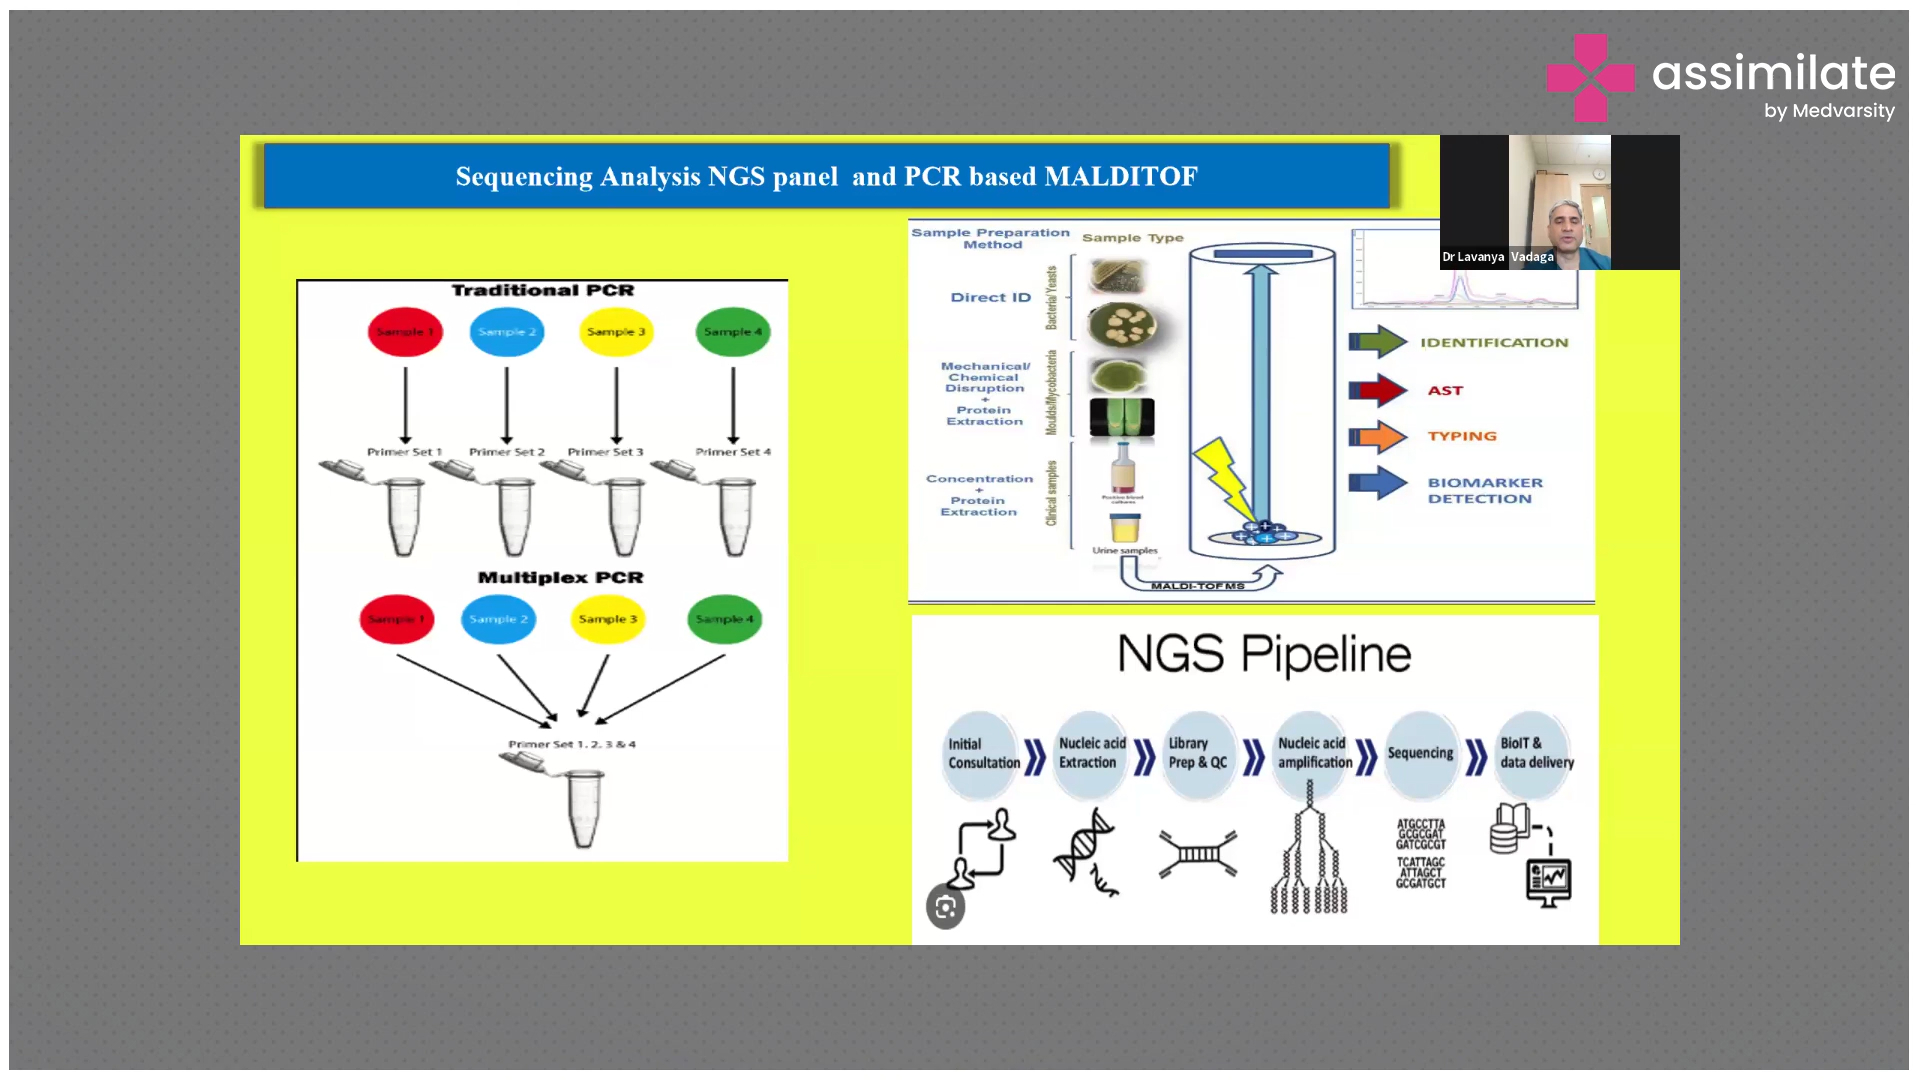 assimilate
by Medvarsity
Sequencing Analysis NGS panel and PCR based MALDITOF
Dr Lavanya Vadaga
Traditional PCR
Sample 1
Sample 2
Sample 3
Sample 4
Primer Set 1
Primer Set 2
Primer Set 3
Primer Set 4
Multiplex PCR
Sample 1
Sample 2
Sample 3
Sample 4
Primer Set 1, 2, 3 & 4
Sample Preparation
Method
Sample Type
Direct ID
Bacteria/Yeasts
Mechanical/
Chemical
Disruption
+
Protein
Extraction
Moulds/Mycobacteria
Concentration
+
Protein
Extraction
Clinical samples
Positive blood
cultures
Urine samples
MALDI-TOF MS
IDENTIFICATION
AST
TYPING
BIOMARKER
DETECTION
NGS Pipeline
Initial
Consultation
Nucleic acid
Extraction
Library
Prep & QC
Nucleic acid
amplification
Sequencing
BioIT &
data delivery
ATGCCTTA
GCGCGAT
GATCGCGT
TCATTAGC
ATTAGCT
GCGATGCT